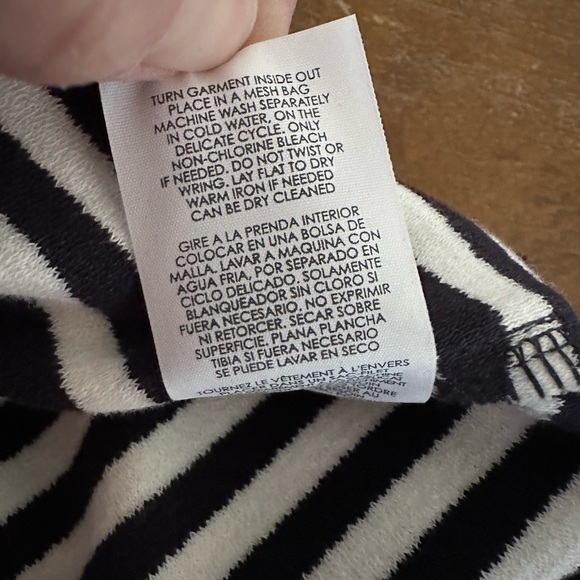 TURN GARMENT INSIDE OUT
PLACE IN A MESH BAG
MACHINE WASH SEPARATELY
IN COLD WATER, ON THE
DELICATE CYCLE. ONLY
NON-CHLORINE BLEACH
IF NEEDED. DO NOT TWIST OR
WRING. LAY FLAT TO DRY
WARM IRON IF NEEDED
CAN BE DRY CLEANED
GIRE A LA PRENDA INTERIOR
COLOCAR EN UNA BOLSA DE
MALLA. LAVAR A MAQUINA CON
AGUA FRIA, POR SEPARADO EN
CICLO DELICADO. SOLAMENTE
BLANQUEADOR SIN CLORO SI
FUERA NECESARIO. NO EXPRIMIR
NI RETORCER. SECAR SOBRE
SUPERFICIE. PLANA PLANCHA
TIBIA SI FUERA NECESARIO
SE PUEDE LAVAR EN SECO
TOURNEZ LE VÊTEMENT À L'ENVERS